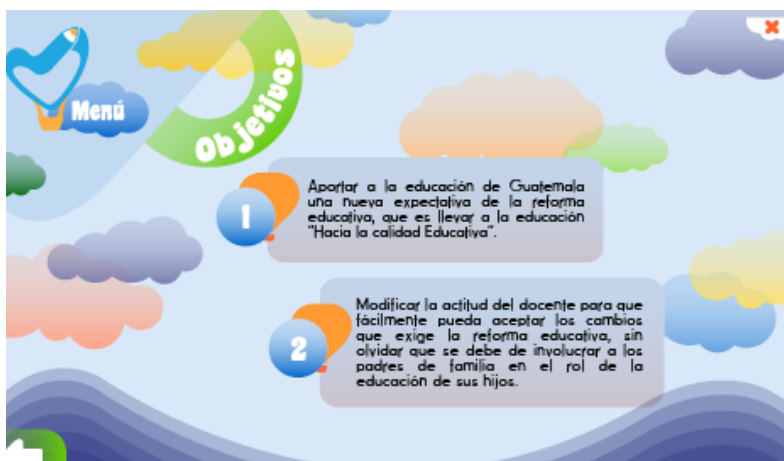 Menú
Objetivos
1
Aportar a la educación de Guatemala
una nueva expectativa de la reforma
educativa, que es llevar a la educación
"Hacia la calidad Educativa".
2
Modificar la actitud del docente para que
fácilmente pueda aceptar los cambios
que exige la reforma educativa, sin
olvidar que se debe de involucrar a los
padres de familia en el rol de la
educación de sus hijos.